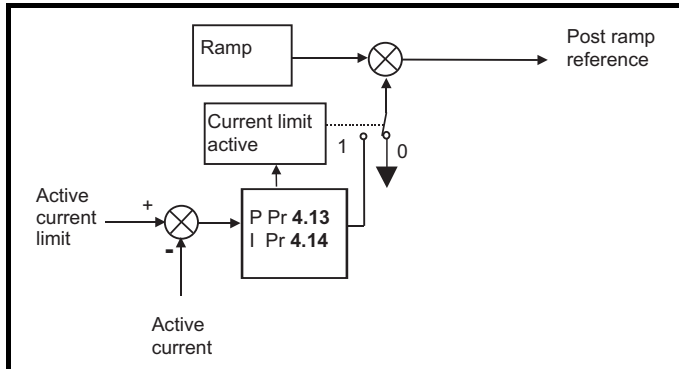 Ramp
Post ramp
reference
Current limit
active
1
0
Active
current
limit
+
-
P Pr 4.13
I Pr 4.14
Active
current